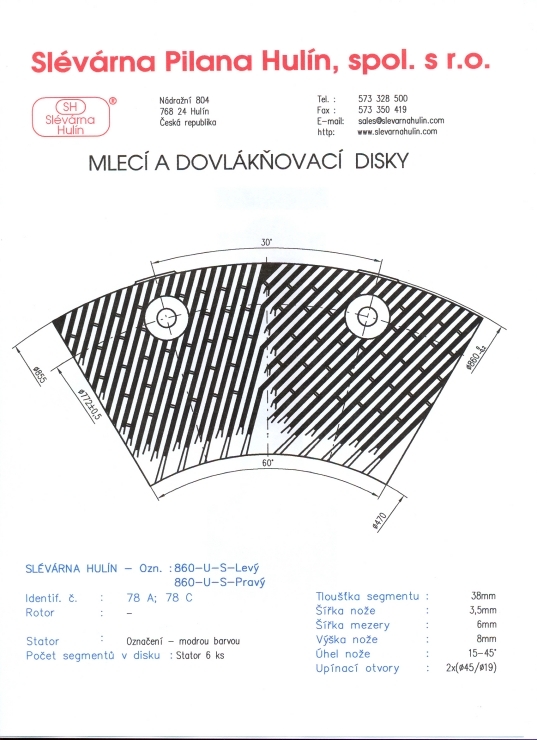 Slévárna Pilana Hulín, spol. s r.o.
SH
Slévárna
Hulín
®
Nádražní 804
768 24 Hulín
Česká republika
Tel. : 573 328 500
Fax : 573 350 419
E-mail: sales@slevarnahulin.com
http: www.slevarnahulin.com
MLECÍ A DOVLÁKŇOVACÍ DISKY
30°
ø855
ø772±0,5
ø860
60°
ø470
SLÉVÁRNA HULÍN - Ozn. : 860-U-S-Levý
860-U-S-Pravý
Identif. č. : 78 A; 78 C
Rotor : -
Stator : Označení - modrou barvou
Počet segmentů v disku : Stator 6 ks
Tloušťka segmentu : 38mm
Šířka nože : 3,5mm
Šířka mezery : 6mm
Výška nože : 8mm
Úhel nože : 15-45°
Upínací otvory : 2x(ø45/ø19)